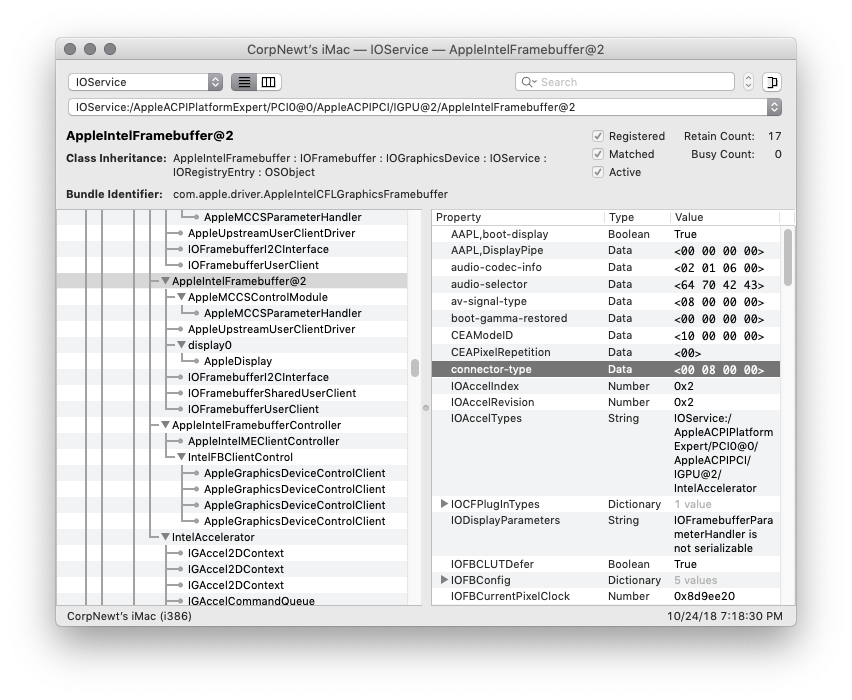 CorpNewt's iMac — IOService — AppleIntelFramebuffer@2
IOService
Search
IOService:/AppleACPIPlatformExpert/PCI0@0/AppleACPIPCI/IGPU@2/AppleIntelFramebuffer@2
AppleIntelFramebuffer@2
Class Inheritance: AppleIntelFramebuffer : IOFramebuffer : IOGraphicsDevice : IOService :
IORegistryEntry : OSObject
Bundle Identifier: com.apple.driver.AppleIntelCFLGraphicsFramebuffer
Registered Retain Count: 17
Matched Busy Count: 0
Active
AppleMCCSParameterHandler
AppleUpstreamUserClientDriver
IOFramebufferI2CInterface
IOFramebufferUserClient
AppleIntelFramebuffer@2
AppleMCCSControlModule
AppleMCCSParameterHandler
AppleUpstreamUserClientDriver
display0
AppleDisplay
IOFramebufferI2CInterface
IOFramebufferSharedUserClient
IOFramebufferUserClient
AppleIntelFramebufferController
AppleIntelMEClientController
IntelFBClientControl
AppleGraphicsDeviceControlClient
AppleGraphicsDeviceControlClient
AppleGraphicsDeviceControlClient
AppleGraphicsDeviceControlClient
IntelAccelerator
IGAccel2DContext
IGAccel2DContext
IGAccel2DContext
IGAccelCommandQueue
Property Type Value
AAPL,boot-display Boolean True
AAPL,DisplayPipe Data <00 00 00 00>
audio-codec-info Data <02 01 06 00>
audio-selector Data <64 70 42 43>
av-signal-type Data <08 00 00 00>
boot-gamma-restored Data <00 00 00 00>
CEAModeID Data <10 00 00 00>
CEAPixelRepetition Data <00>
connector-type Data <00 08 00 00>
IOAccelIndex Number 0x2
IOAccelRevision Number 0x2
IOAccelTypes String IOService:/
AppleACPIPlatform
Expert/PCI0@0/
AppleACPIPCI/
IGPU@2/
IntelAccelerator
IOCFPlugInTypes Dictionary 1 value
IODisplayParameters String IOFramebufferPara
meterHandler is
not serializable
IOFBCLUTDefer Boolean True
IOFBConfig Dictionary 5 values
IOFBCurrentPixelClock Number 0x8d9ee20
CorpNewt's iMac (i386) 10/24/18 7:18:30 PM